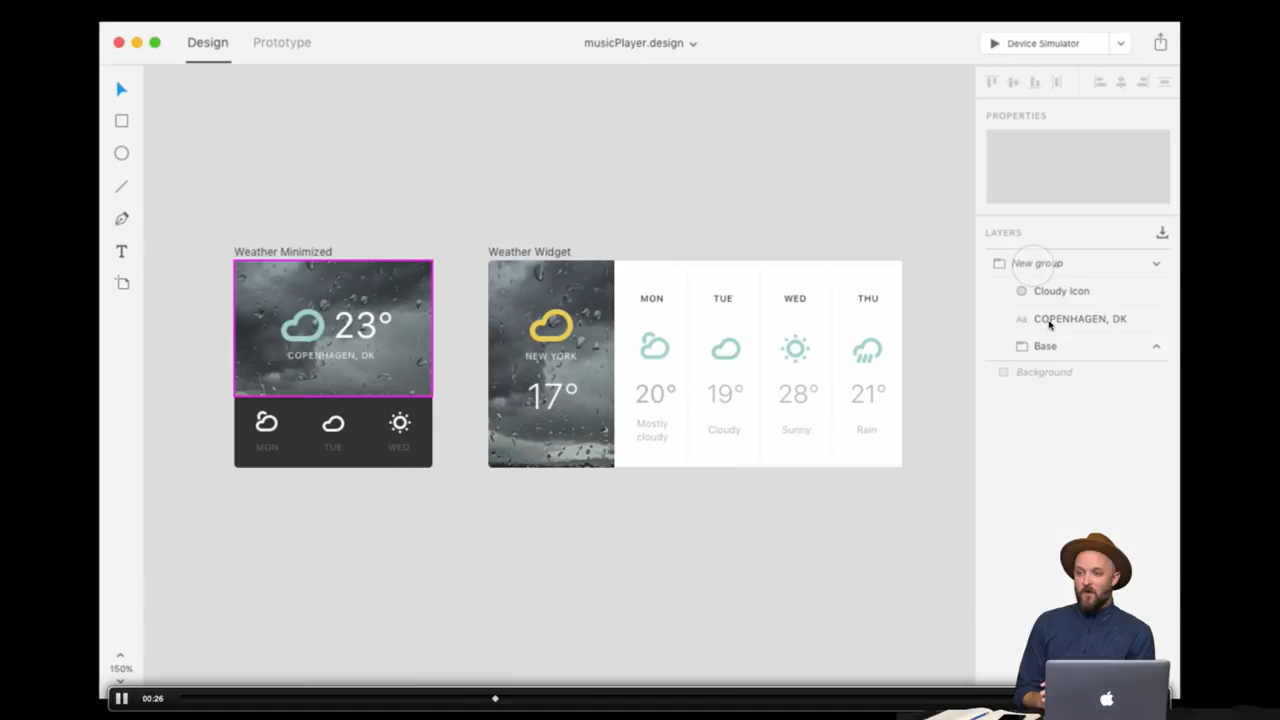 Design Prototype musicPlayer.design Device Simulator
PROPERTIES
LAYERS
New group
Cloudy Icon
Aa COPENHAGEN, DK
Base
Background
T
Weather Minimized
23°
COPENHAGEN, DK
MON TUE WED
Weather Widget
NEW YORK
17°
MON TUE WED THU
20° 19° 28° 21°
Mostly cloudy Cloudy Sunny Rain
150%
00:26